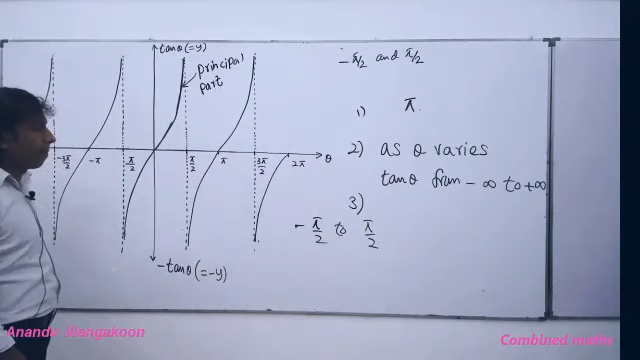 tanθ(=y)
principal
part
-3π/2
-π
π/2
π/2
π
3π/2
2π
θ
-tanθ(=-y)
-π/2 and π/2
1) π.
2) as θ varies
tanθ from -∞ to +∞
3)
- π/2 to π/2
Ananda Illangakoon
Combined maths